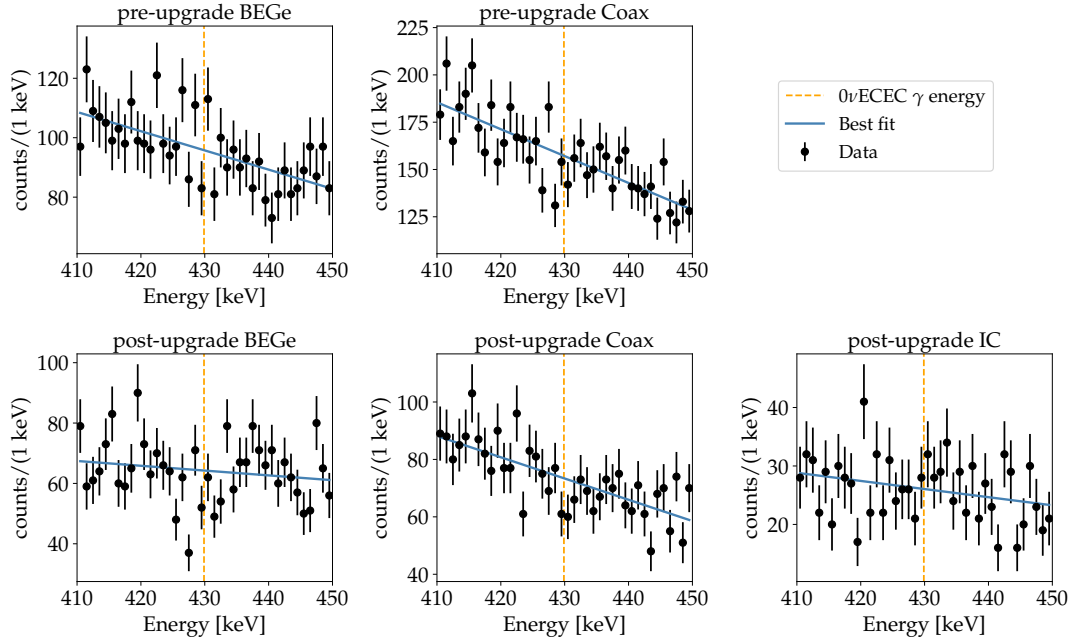 pre-upgrade BEGe
counts / (1 keV)
120
100
80
410 420 430 440 450
Energy [keV]
pre-upgrade Coax
counts / (1 keV)
225
200
175
150
125
410 420 430 440 450
Energy [keV]
0νECEC γ energy
Best fit
Data
post-upgrade BEGe
counts / (1 keV)
100
80
60
40
410 420 430 440 450
Energy [keV]
post-upgrade Coax
counts / (1 keV)
100
80
60
40
410 420 430 440 450
Energy [keV]
post-upgrade IC
counts / (1 keV)
40
20
410 420 430 440 450
Energy [keV]